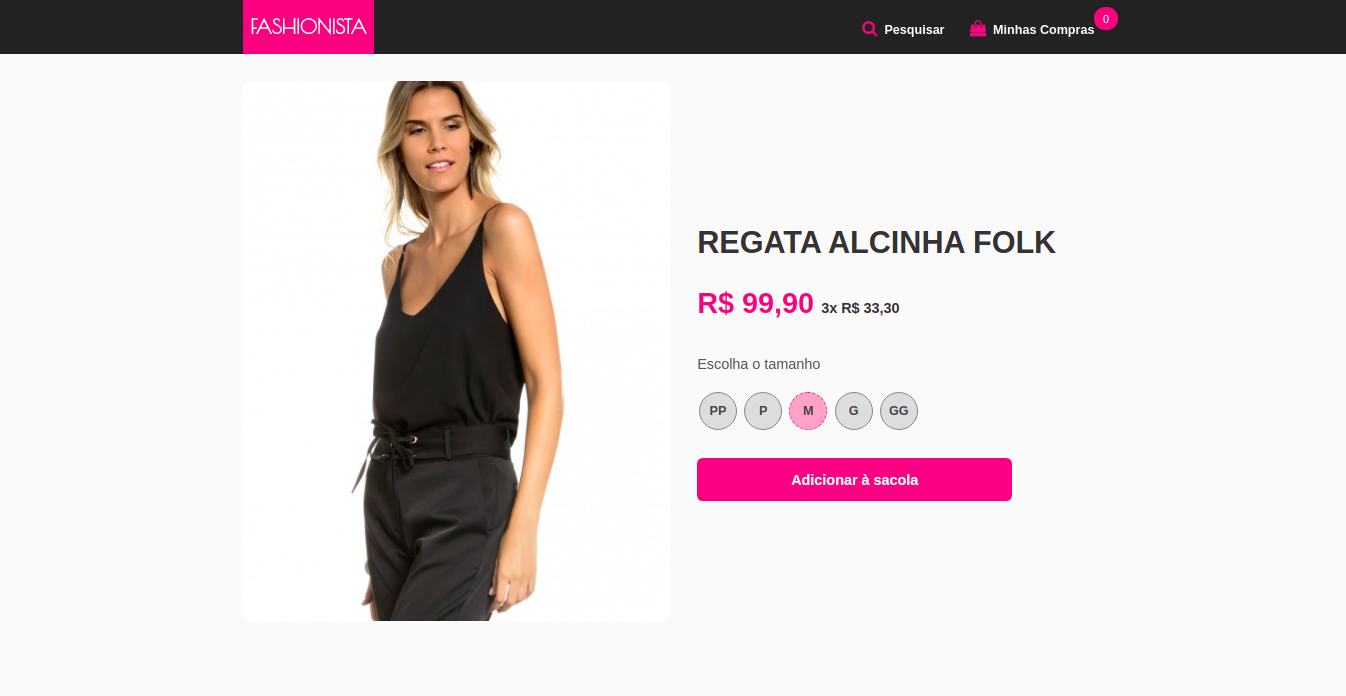 FASHIONISTA
Pesquisar
Minhas Compras
0
REGATA ALCINHA FOLK
R$ 99,90 3x R$ 33,30
Escolha o tamanho
PP P M G GG
Adicionar à sacola